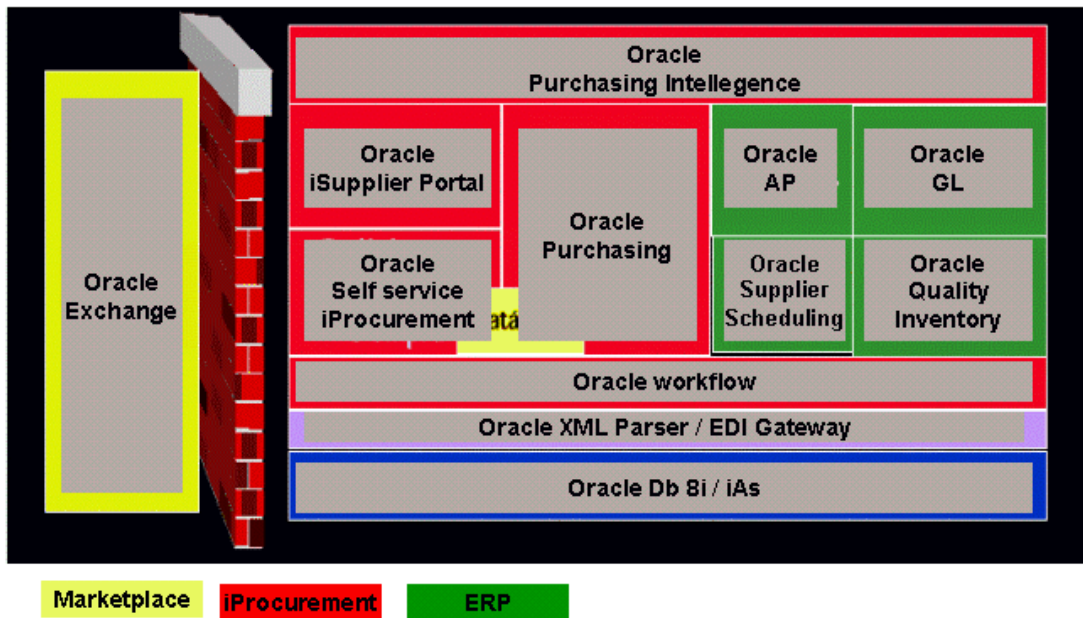 Oracle
Purchasing Intellegence
Oracle
Exchange
Oracle
iSupplier Portal
Oracle
Purchasing
Oracle
AP
Oracle
GL
Oracle
Self service
iProcurement
Oracle
Supplier
Scheduling
Oracle
Quality
Inventory
Oracle workflow
Oracle XML Parser / EDI Gateway
Oracle Db 8i / iAs
Marketplace
iProcurement
ERP